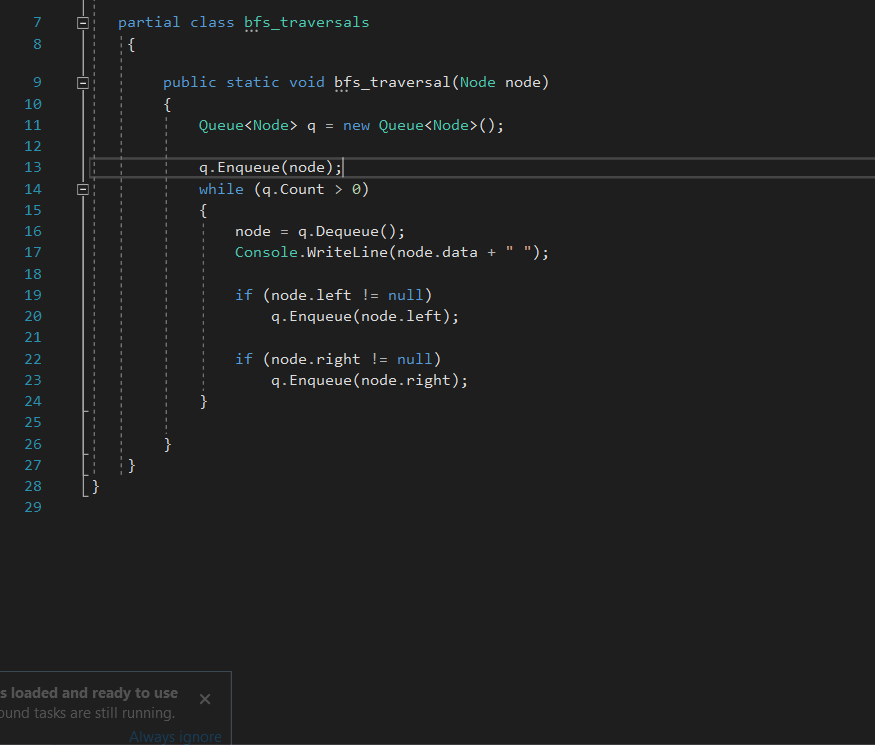 7 partial class bfs_traversals
8 {
9 public static void bfs_traversal(Node node)
10 {
11 Queue<Node> q = new Queue<Node>();
12
13 q.Enqueue(node);
14 while (q.Count > 0)
15 {
16 node = q.Dequeue();
17 Console.WriteLine(node.data + " ");
18
19 if (node.left != null)
20 q.Enqueue(node.left);
21
22 if (node.right != null)
23 q.Enqueue(node.right);
24 }
25
26 }
27 }
28 }
29
s loaded and ready to use
ound tasks are still running.
Always ignore